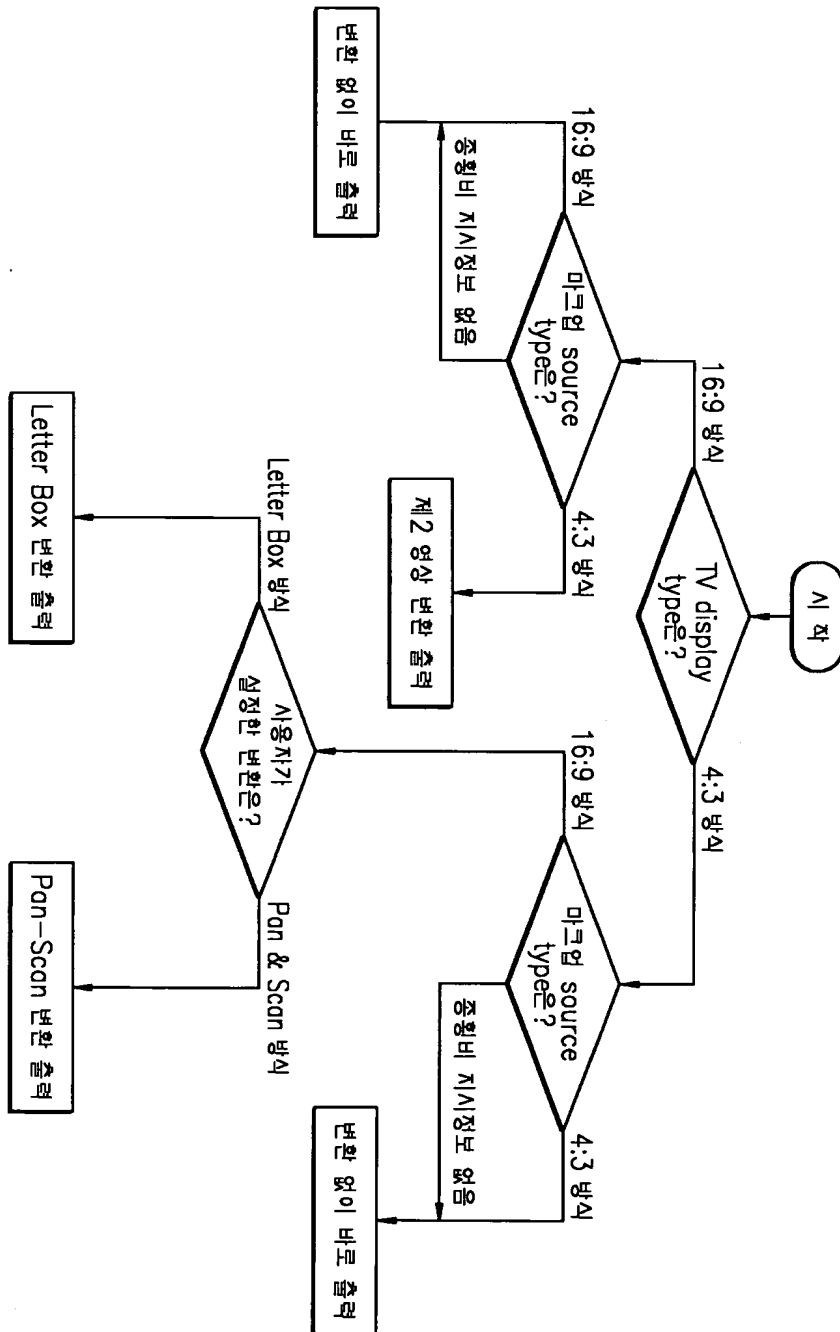 시 작
TV display
type은?
16:9 방식
4:3 방식
마크업 source
type은?
16:9 방식
종횡비 지시정보 없음
4:3 방식
변환 없이 바로 출력
제2 영상 변환 출력
마크업 source
type은?
16:9 방식
종횡비 지시정보 없음
4:3 방식
변환 없이 바로 출력
사용자가
설정한 변환은?
Letter Box 방식
Pan & Scan 방식
Letter Box 변환 출력
Pan-Scan 변환 출력